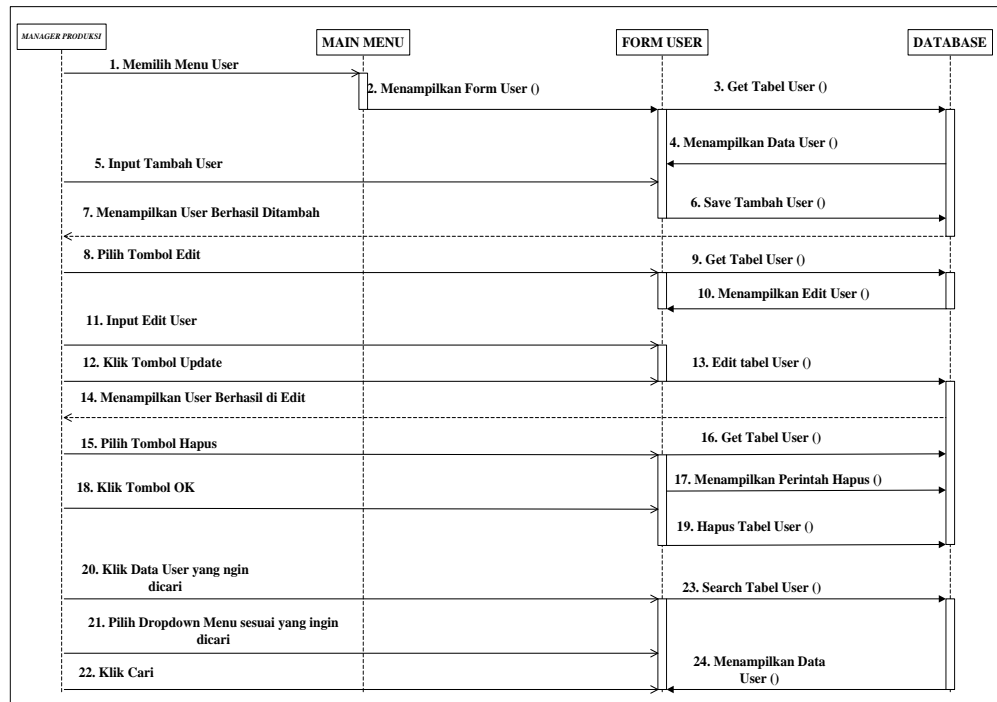 MANAGER PRODUKSI
MAIN MENU
FORM USER
DATABASE
1. Memilih Menu User
2. Menampilkan Form User ()
3. Get Tabel User ()
4. Menampilkan Data User ()
5. Input Tambah User
6. Save Tambah User ()
7. Menampilkan User Berhasil Ditambah
8. Pilih Tombol Edit
9. Get Tabel User ()
10. Menampilkan Edit User ()
11. Input Edit User
12. Klik Tombol Update
13. Edit tabel User ()
14. Menampilkan User Berhasil di Edit
15. Pilih Tombol Hapus
16. Get Tabel User ()
17. Menampilkan Perintah Hapus ()
18. Klik Tombol OK
19. Hapus Tabel User ()
20. Klik Data User yang ngin
dicari
23. Search Tabel User ()
21. Pilih Dropdown Menu sesuai yang ingin
dicari
22. Klik Cari
24. Menampilkan Data
User ()